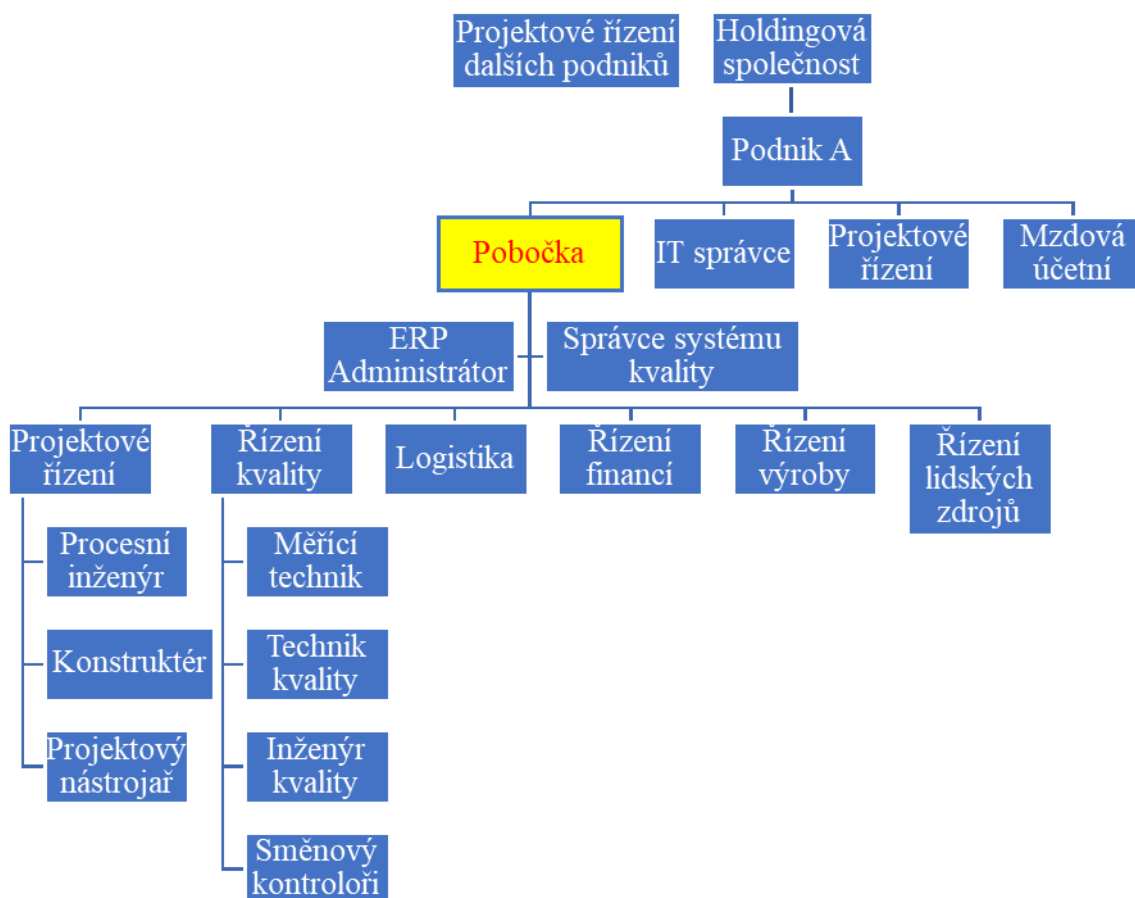 Projektové řízení
dalších podniků
Holdingová
společnost
Podnik A
Pobočka
IT správce
Projektové
řízení
Mzdová
účetní
ERP
Administrátor
Správce systému
kvality
Projektové
řízení
Řízení
kvality
Logistika
Řízení
financí
Řízení
výroby
Řízení
lidských
zdrojů
Procesní
inženýr
Konstruktér
Projektový
nástrojař
Měřící
technik
Technik
kvality
Inženýr
kvality
Směnový
kontroloři